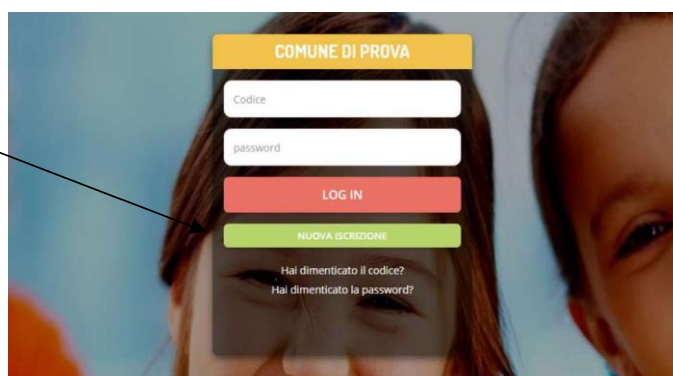 COMUNE DI PROVA
Codice
password
LOG IN
NUOVA ISCRIZIONE
Hai dimenticato il codice?
Hai dimenticato la password?